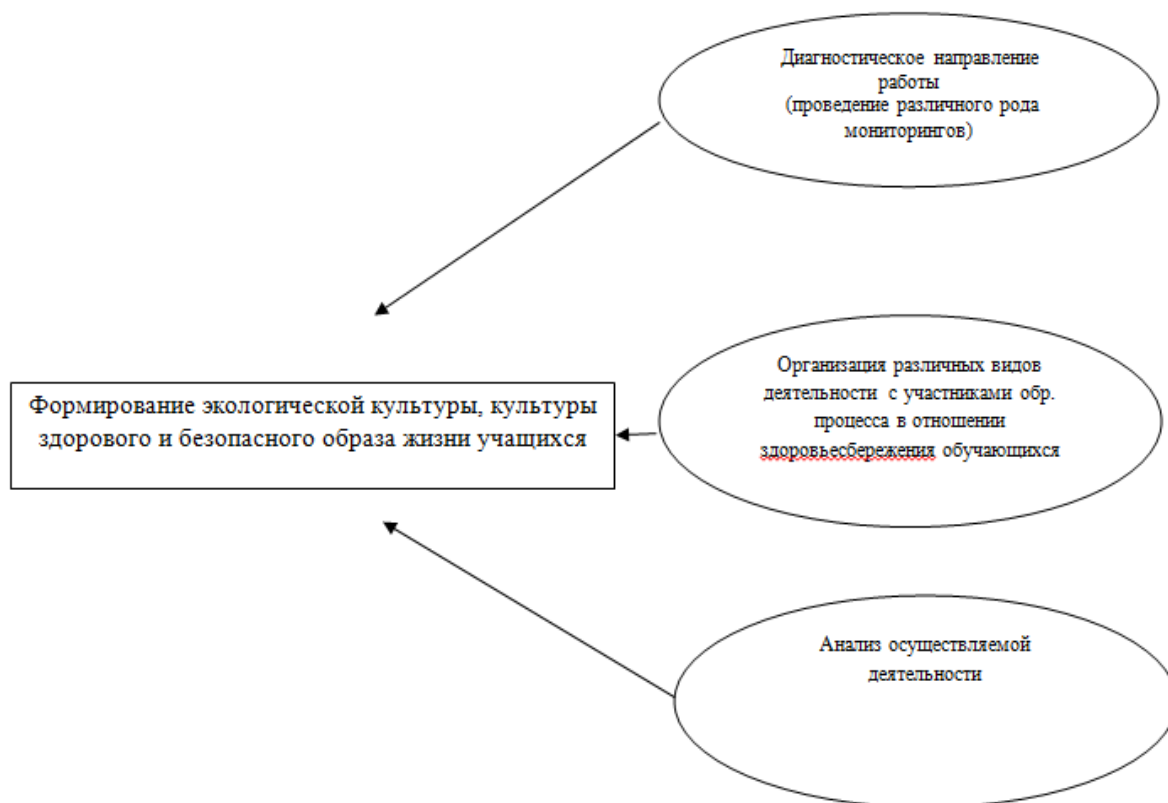 Диагностическое направление
работы
(проведение различного рода
мониторингов)
Организация различных видов
деятельности с участниками обр.
процесса в отношении
здоровьесбережения обучающихся
Формирование экологической культуры, культуры
здорового и безопасного образа жизни учащихся
Анализ осуществляемой
деятельности